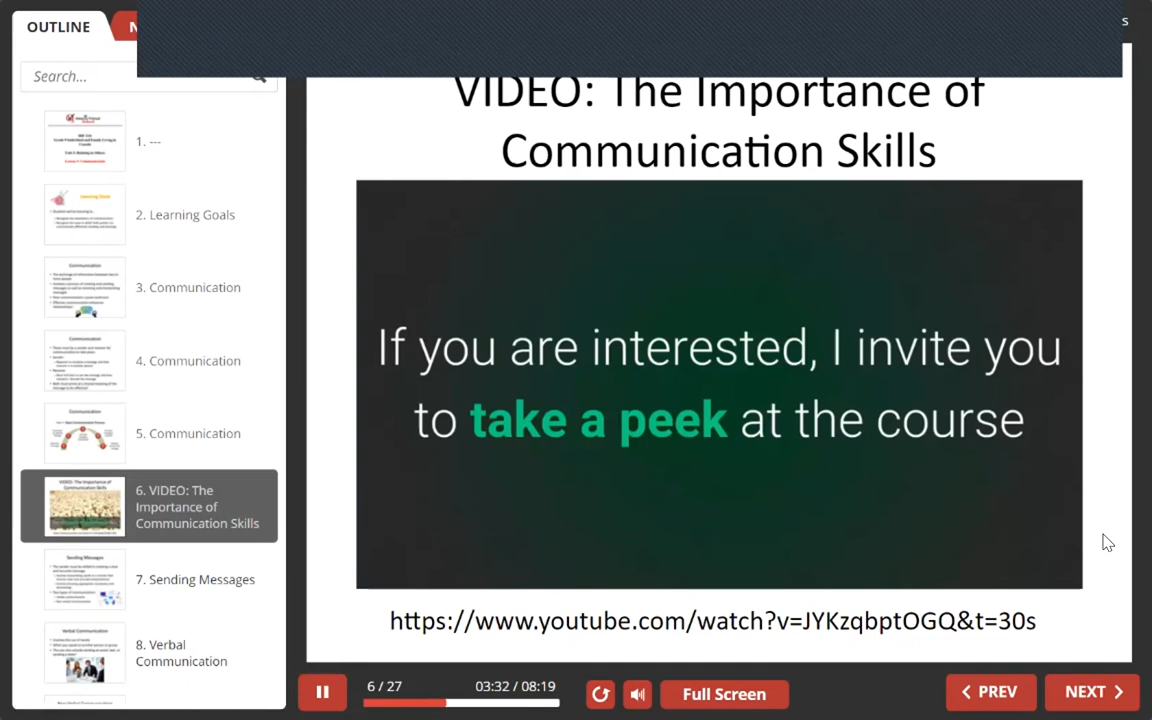 OUTLINE
N
s
Search...
1. ---
2. Learning Goals
3. Communication
4. Communication
5. Communication
6. VIDEO: The
Importance of
Communication Skills
7. Sending Messages
8. Verbal
Communication
VIDEO: The Importance of
Communication Skills
If you are interested, I invite you
to take a peek at the course
https://www.youtube.com/watch?v=JYKzqbptOGQ&t=30s
6 / 27
03:32 / 08:19
Full Screen
PREV
NEXT